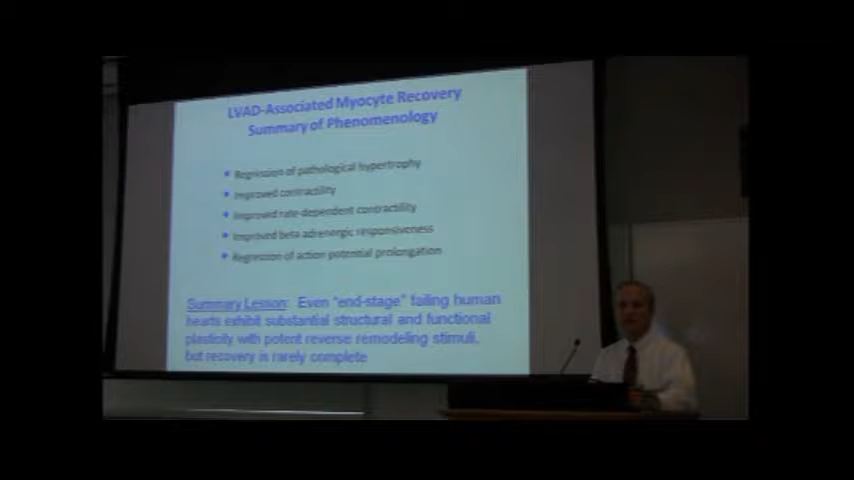 LVAD-Associated Myocyte Recovery
Summary of Phenomenology
• Regression of pathological hypertrophy
• Improved contractility
• Improved rate-dependent contractility
• Improved beta adrenergic responsiveness
• Regression of action potential prolongation
Summary Lesson: Even "end-stage" failing human
hearts exhibit substantial structural and functional
plasticity with potent reverse remodeling stimuli,
but recovery is rarely complete